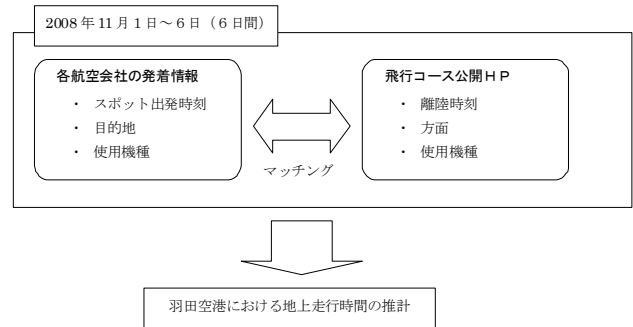 2008年11月1日～6日（6日間）
各航空会社の発着情報
・ スポット出発時刻
・ 目的地
・ 使用機種
マッチング
飛行コース公開ＨＰ
・ 離陸時刻
・ 方面
・ 使用機種
羽田空港における地上走行時間の推計